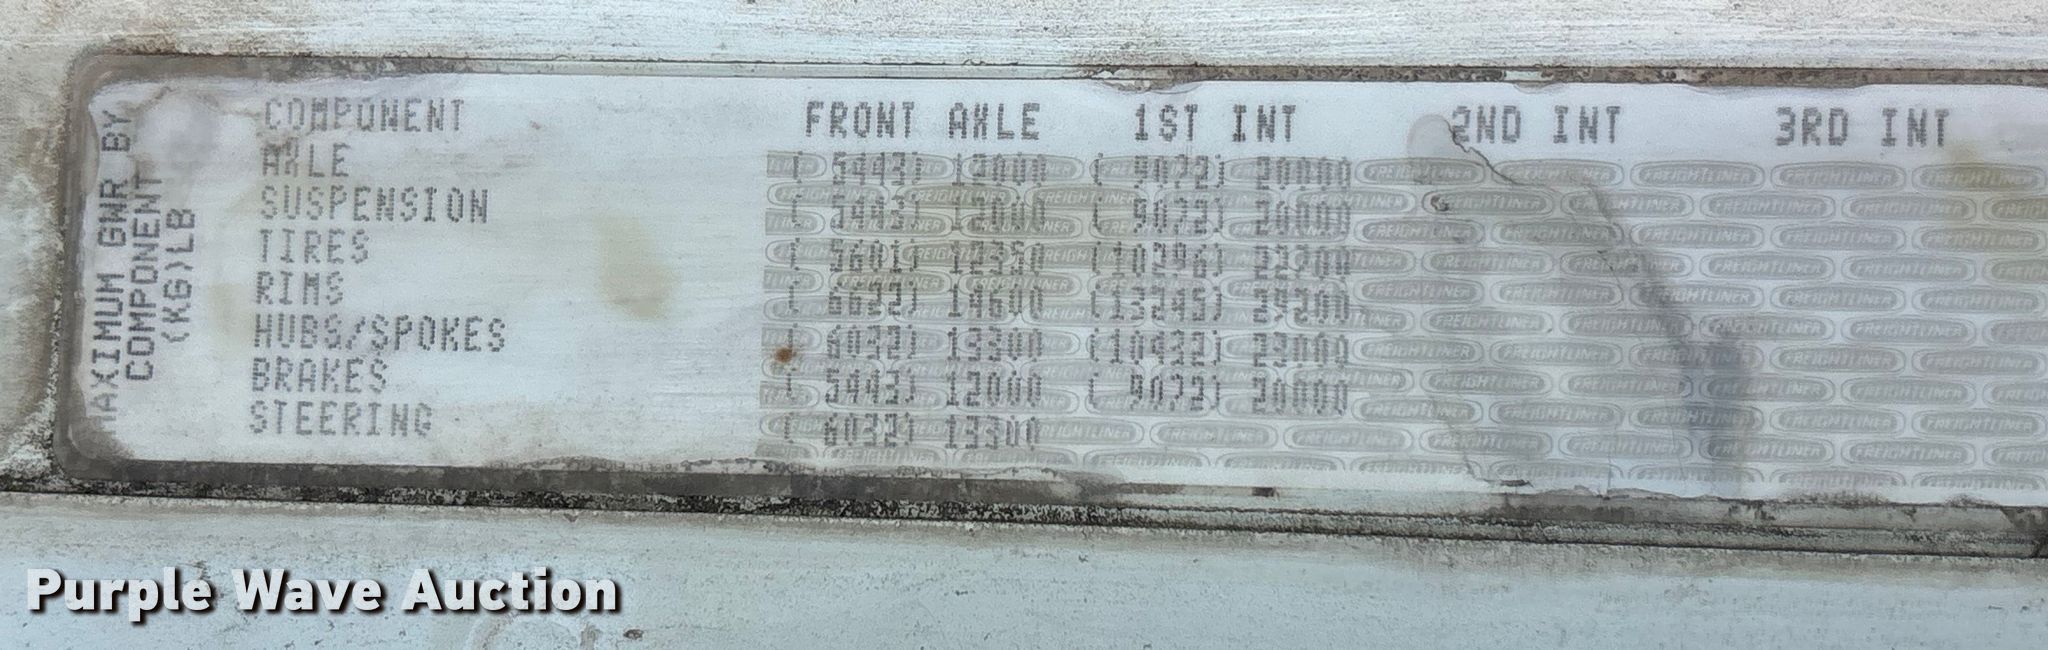 MAXIMUM GWR BY
COMPONENT
(KG)LB
COMPONENT FRONT AXLE 1ST INT 2ND INT 3RD INT
AXLE ( 5443) 12000 ( 9072) 20000
SUSPENSION ( 5443) 12000 ( 9072) 20000
TIRES ( 5601) 12350 (10296) 22700
RIMS ( 6622) 14600 (13245) 29200
HUBS/SPOKES ( 6032) 13300 (10432) 23000
BRAKES ( 5443) 12000 ( 9072) 20000
STEERING ( 6032) 13300
FREIGHTLINER
Purple Wave Auction